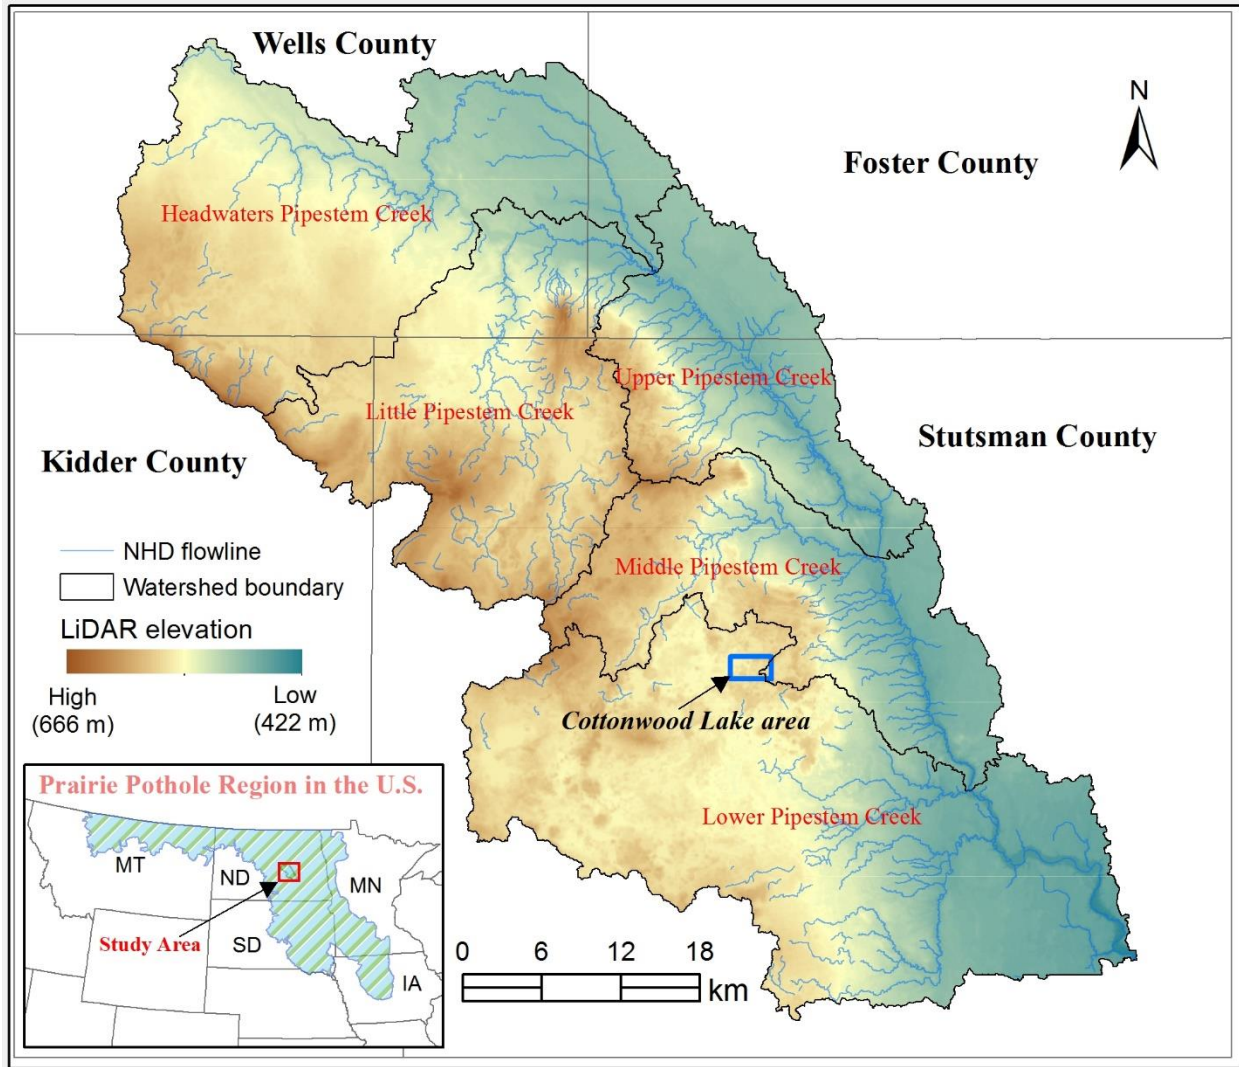 Wells County
N
Foster County
Headwaters Pipestem Creek
Upper Pipestem Creek
Little Pipestem Creek
Stutsman County
Kidder County
NHD flowline
Middle Pipestem Creek
Watershed boundary
LiDAR elevation
High
(666 m)
Low
(422 m)
Cottonwood Lake area
Prairie Pothole Region in the U.S.
Lower Pipestem Creek
MT
ND
MN
Study Area
SD
IA
0 6 12 18
km